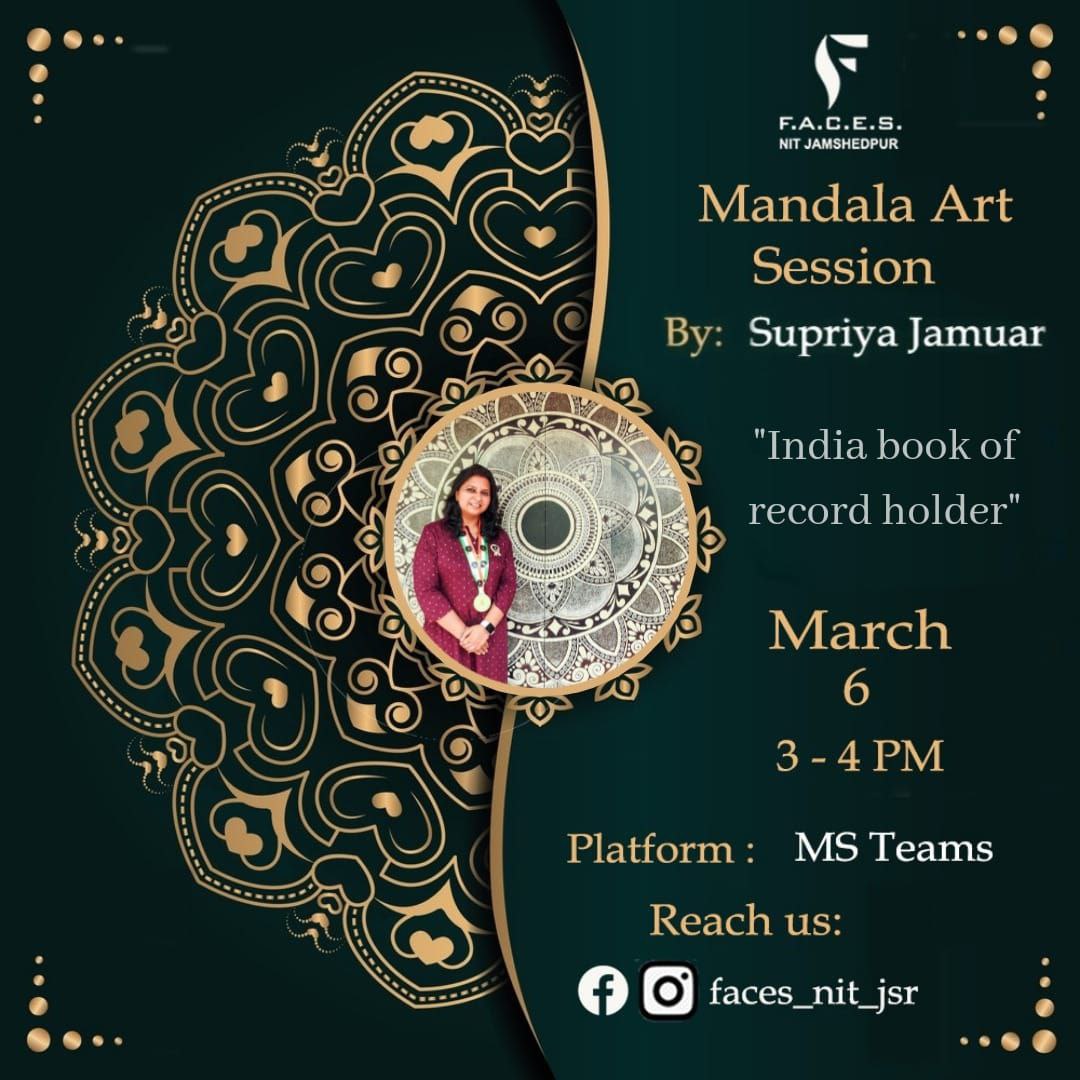 F.A.C.E.S.
NIT JAMSHEDPUR
Mandala Art
Session
By: Supriya Jamuar
"India book of
record holder"
March
6
3 - 4 PM
Platform : MS Teams
Reach us:
faces_nit_jsr